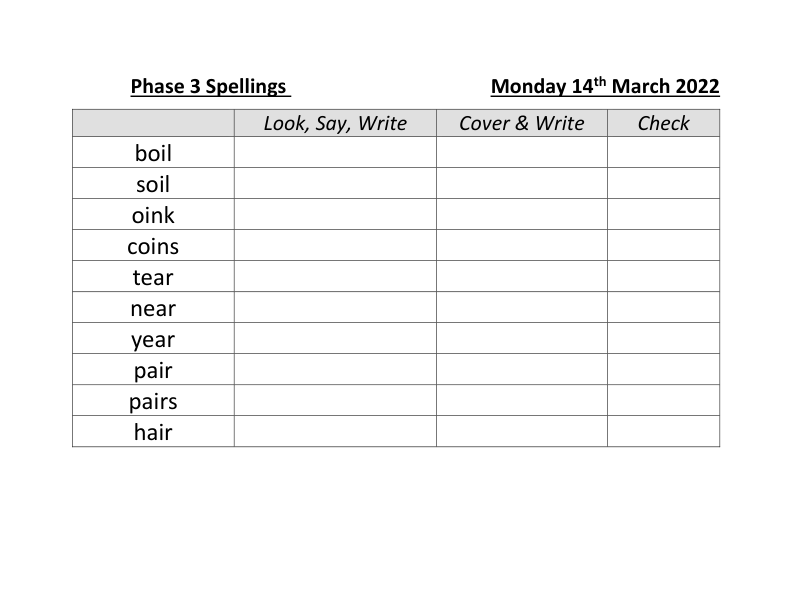 Phase 3 Spellings Monday 14th March 2022
Look, Say, Write Cover & Write Check
boil
soil
oink
coins
tear
near
year
pair
pairs
hair